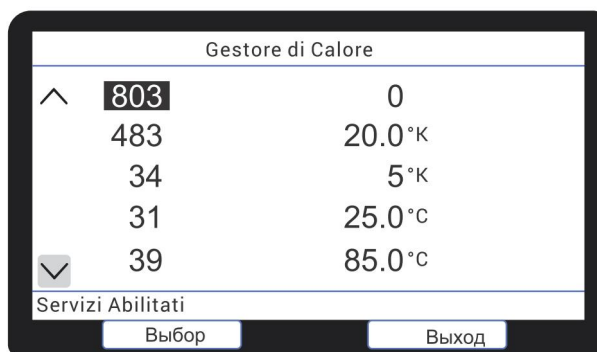 Gestore di Calore
803 0
483 20.0°K
34 5°K
31 25.0°C
39 85.0°C
Servizi Abilitati
Выбор Выход